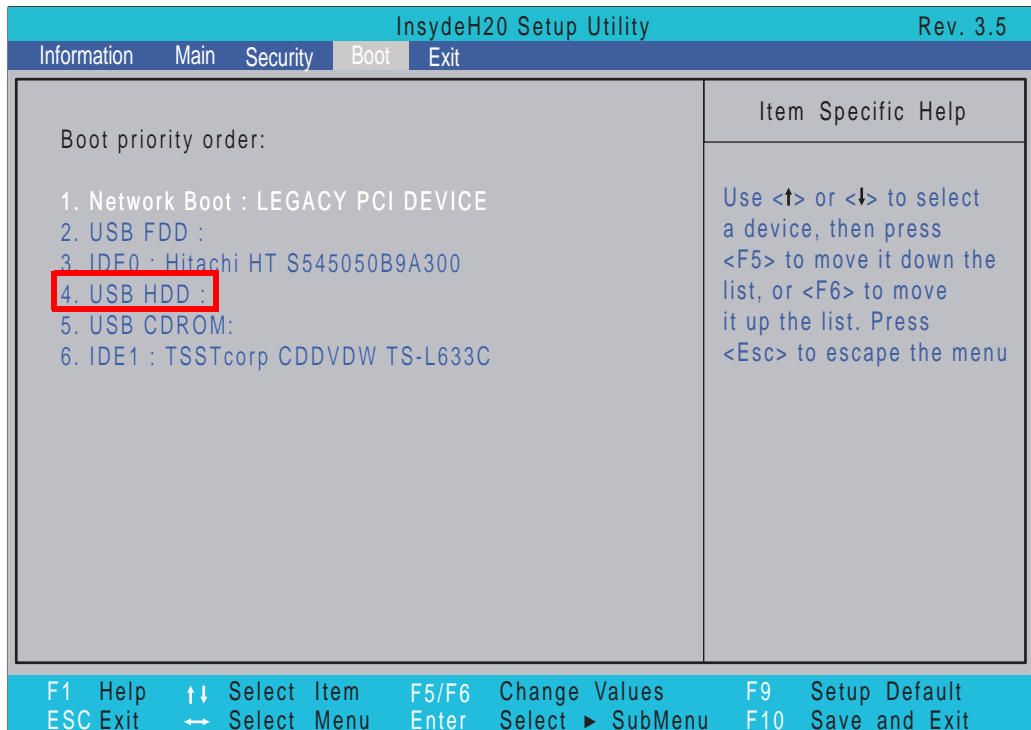 InsydeH20 Setup Utility Rev. 3.5
Information Main Security Boot Exit
Boot priority order:
1. Network Boot : LEGACY PCI DEVICE
2. USB FDD :
3. IDE0 : Hitachi HT S545050B9A300
4. USB HDD :
5. USB CDROM:
6. IDE1 : TSSTcorp CDDVDW TS-L633C
Item Specific Help
Use <↑> or <↓> to select
a device, then press
<F5> to move it down the
list, or <F6> to move
it up the list. Press
<Esc> to escape the menu
F1 Help ↑↓ Select Item F5/F6 Change Values F9 Setup Default
ESC Exit ↔ Select Menu Enter Select ► SubMenu F10 Save and Exit